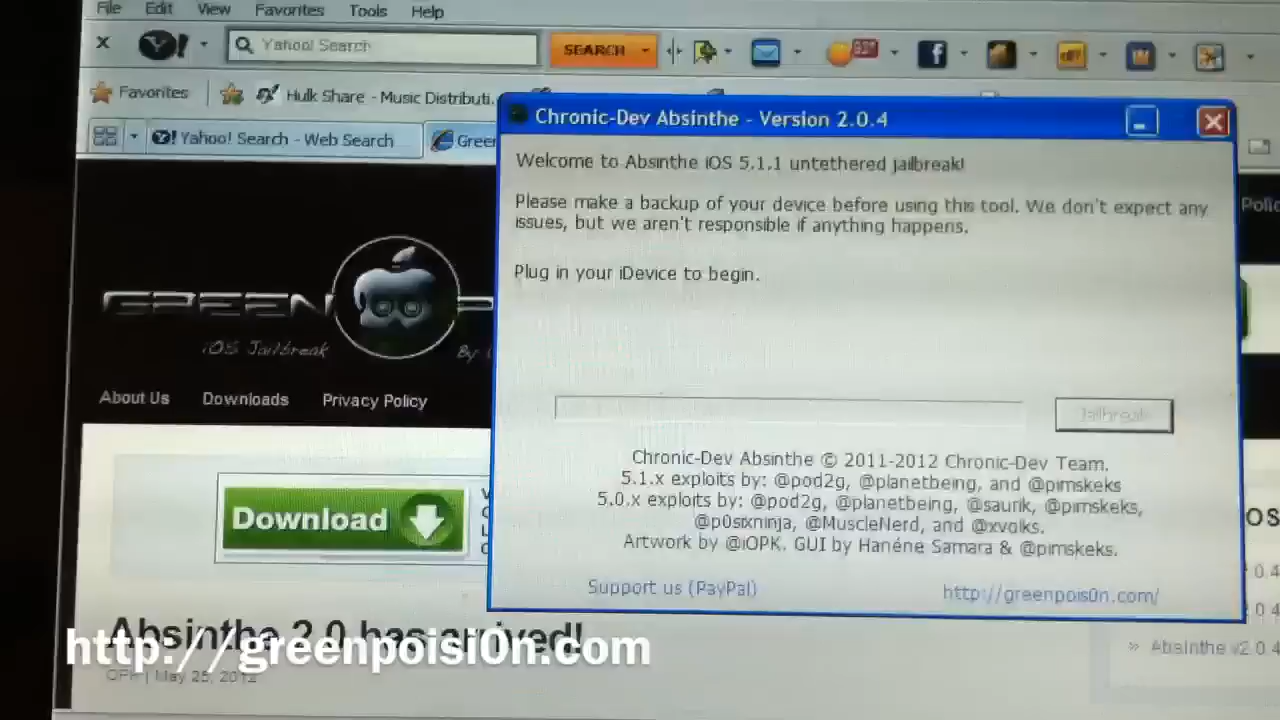 File Edit View Favorites Tools Help
Yahoo! Search SEARCH
Favorites Hulk Share - Music Distributi...
Yahoo! Search - Web Search Green
Chronic-Dev Absinthe - Version 2.0.4
Welcome to Absinthe iOS 5.1.1 untethered jailbreak!
Please make a backup of your device before using this tool. We don't expect any
issues, but we aren't responsible if anything happens.
Plug in your iDevice to begin.
Jailbreak
Chronic-Dev Absinthe © 2011-2012 Chronic-Dev Team.
5.1.x exploits by: @pod2g, @planetbeing, and @pimskeks
5.0.x exploits by: @pod2g, @planetbeing, @saurik, @pimskeks,
@p0sixninja, @MuscleNerd, and @xvolks.
Artwork by @iOPK. GUI by Hanéne Samara & @pimskeks.
Support us (PayPal) http://greenpois0n.com/
GREEN P
iOS Jailbreak By
About Us Downloads Privacy Policy
Download
Absinthe 2.0 has arrived!
OPK | May 25, 2012
» Absinthe v2.0.4
http://greenpoisi0n.com